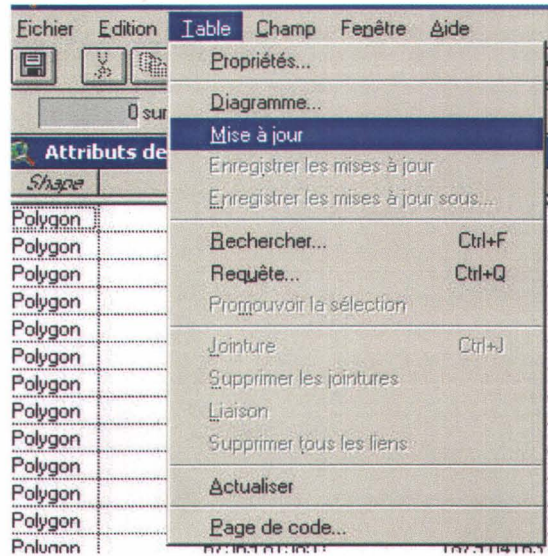 Fichier Edition Table Champ Fenêtre Aide
Propriétés...
Diagramme...
0 sur
Mise à jour
Attributs de
Enregistrer les mises à jour
Shape
Enregistrer les mises à jour sous...
Polygon
Rechercher... Ctrl+F
Polygon
Requête... Ctrl+Q
Polygon
Promouvoir la sélection
Polygon
Polygon
Jointure Ctrl+J
Polygon
Supprimer les jointures
Polygon
Liaison
Polygon
Supprimer tous les liens
Polygon
Polygon
Actualiser
Polygon
Polygon
Page de code...
Polygon